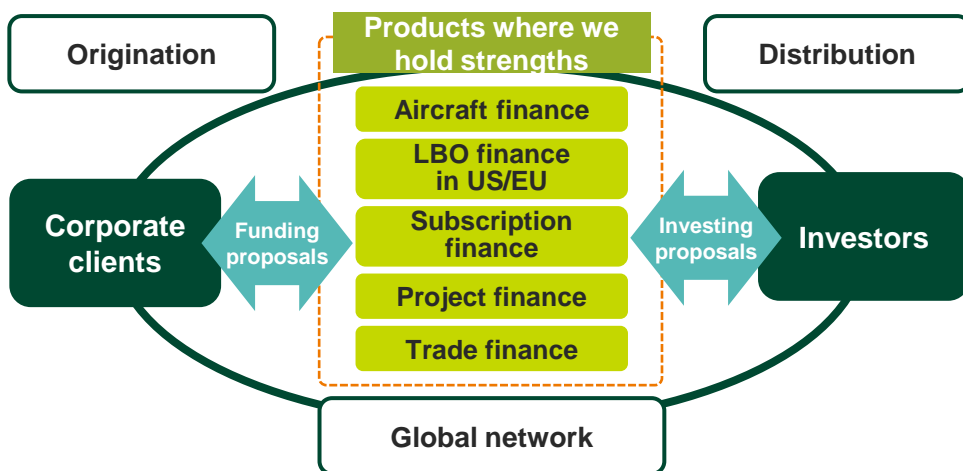 Origination
Products where we
hold strengths
Distribution
Aircraft finance
LBO finance
in US/EU
Subscription
finance
Project finance
Trade finance
Corporate
clients
Funding
proposals
Investing
proposals
Investors
Global network